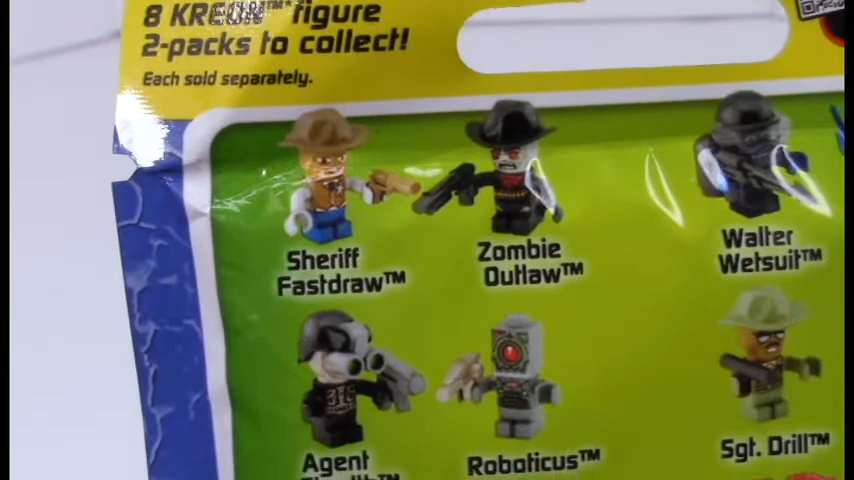 8 KREON™* figure
2-packs to collect!
Each sold separately.
Sheriff
Fastdraw™
Zombie
Outlaw™
Walter
Wetsuit™
Agent
Roboticus™
Sgt. Drill™